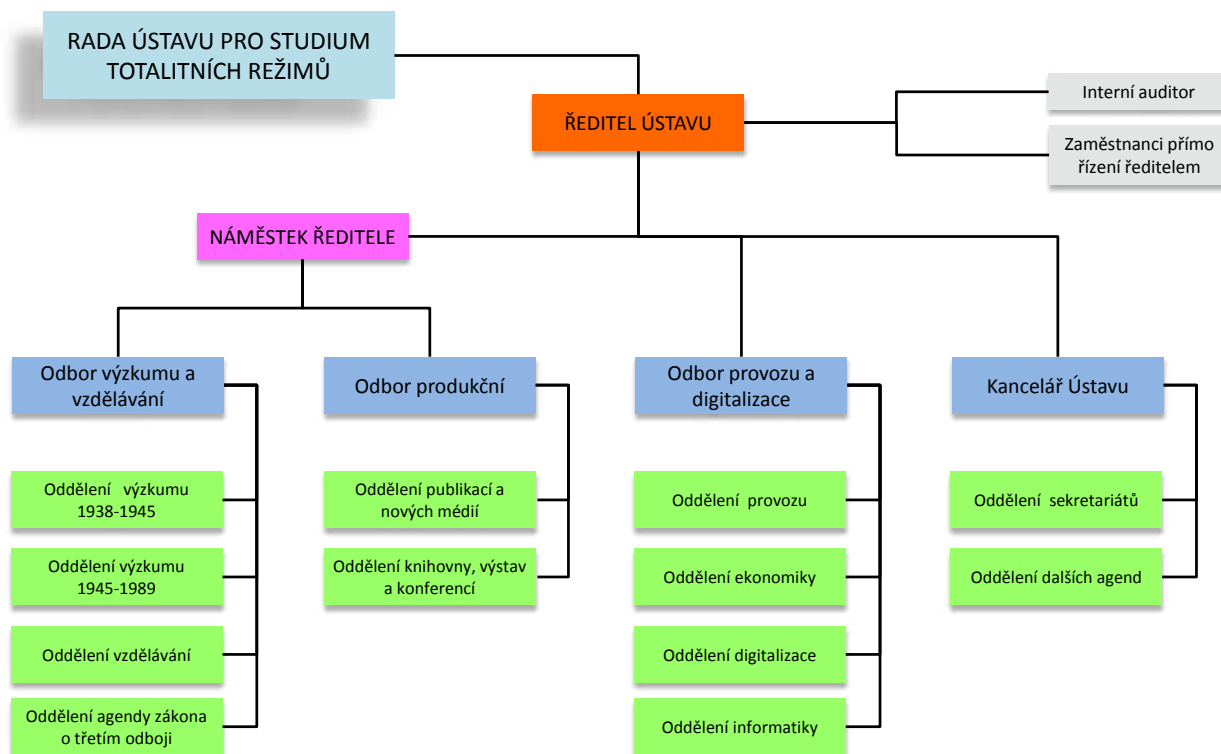 RADA ÚSTAVU PRO STUDIUM
TOTALITNÍCH REŽIMŮ
ŘEDITEL ÚSTAVU
Interní auditor
Zaměstnanci přímo
řízení ředitelem
NÁMĚSTEK ŘEDITELE
Odbor výzkumu a
vzdělávání
Odbor produkční
Odbor provozu a
digitalizace
Kancelář Ústavu
Oddělení výzkumu
1938-1945
Oddělení publikací a
nových médií
Oddělení provozu
Oddělení sekretariátů
Oddělení výzkumu
1945-1989
Oddělení knihovny, výstav
a konferencí
Oddělení ekonomiky
Oddělení dalších agend
Oddělení vzdělávání
Oddělení digitalizace
Oddělení agendy zákona
o třetím odboji
Oddělení informatiky